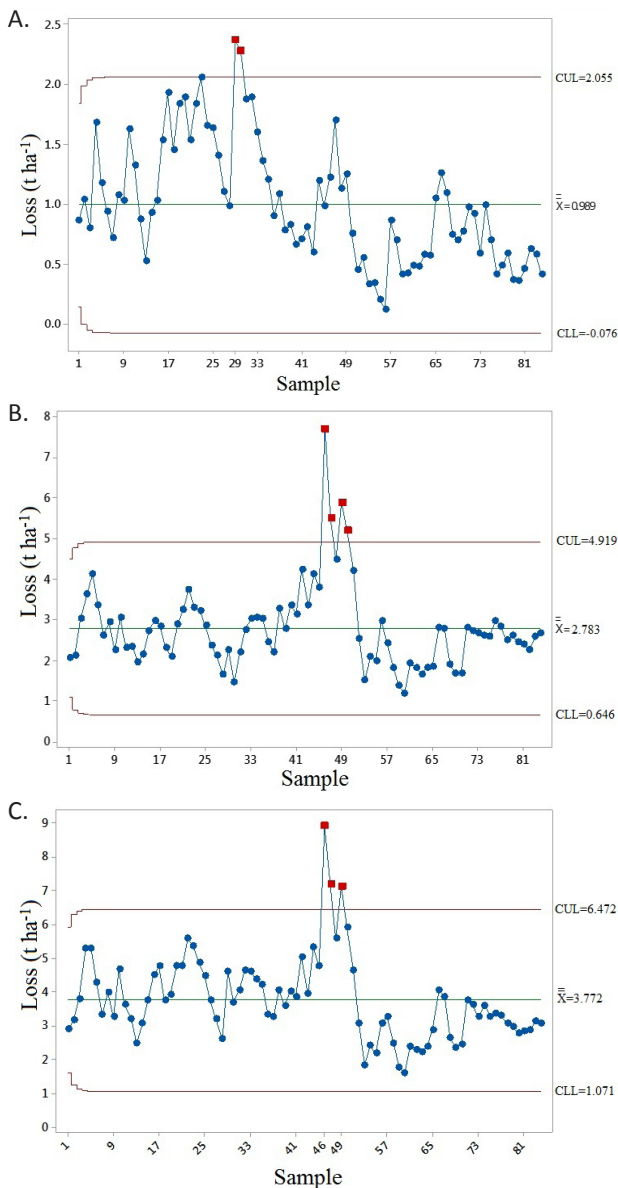 A.
2.5
2.0
1.5
1.0
0.5
0.0
Loss (t ha-1)
CUL=2.055
X=0.989
CLL=-0.076
1 9 17 25 29 33 41 49 57 65 73 81
Sample
B.
8
7
6
5
4
3
2
1
0
Loss (t ha-1)
CUL=4.919
X=2.783
CLL=0.646
1 9 17 25 33 41 49 57 65 73 81
Sample
C.
9
8
7
6
5
4
3
2
1
0
Loss (t ha-1)
CUL=6.472
X=3.772
CLL=1.071
1 9 17 25 33 41 46 49 57 65 73 81
Sample